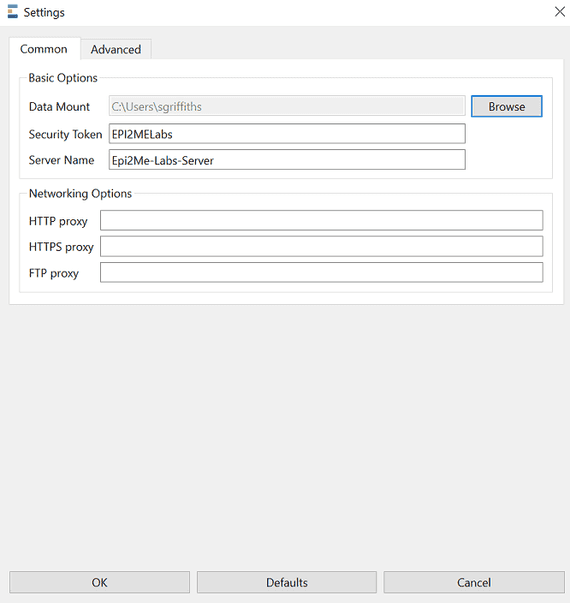 Settings
Common Advanced
Basic Options
Data Mount C:\Users\sgriffiths Browse
Security Token EPI2MELabs
Server Name Epi2Me-Labs-Server
Networking Options
HTTP proxy
HTTPS proxy
FTP proxy
OK Defaults Cancel